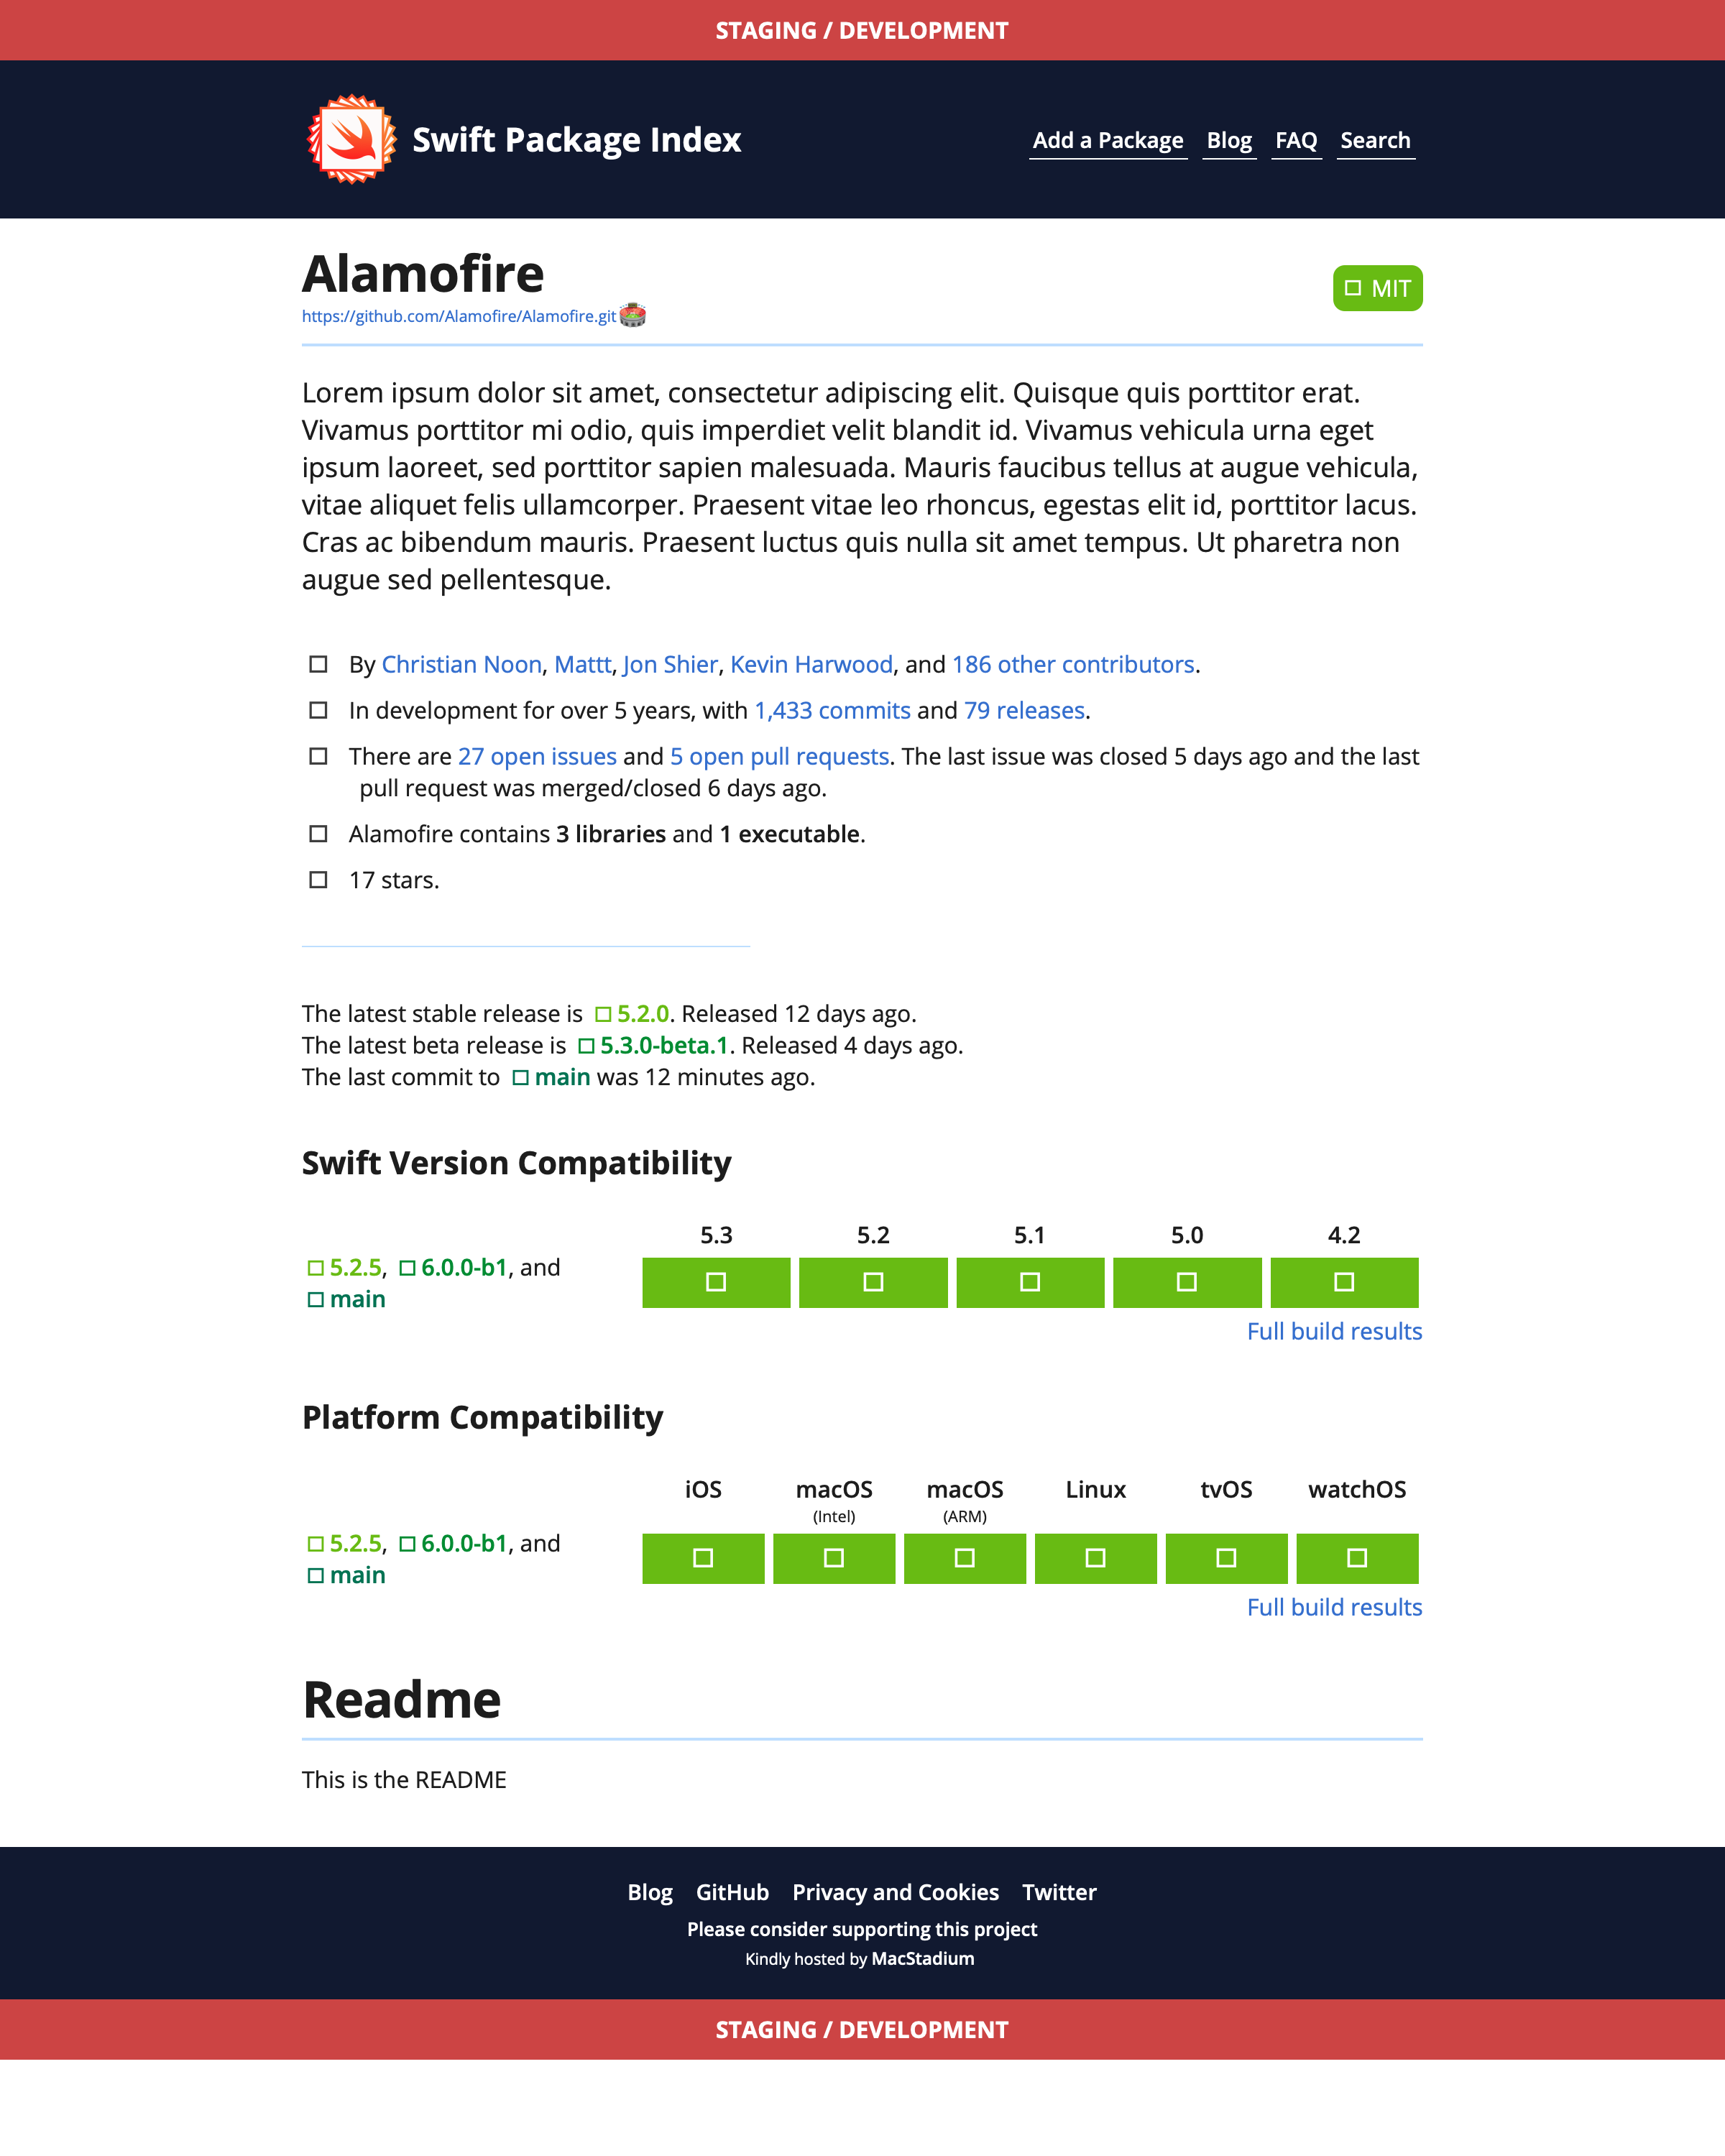 STAGING / DEVELOPMENT
Swift Package Index
Add a Package Blog FAQ Search
Alamofire
MIT
https://github.com/Alamofire/Alamofire.git
Lorem ipsum dolor sit amet, consectetur adipiscing elit. Quisque quis porttitor erat.
Vivamus porttitor mi odio, quis imperdiet velit blandit id. Vivamus vehicula urna eget
ipsum laoreet, sed porttitor sapien malesuada. Mauris faucibus tellus at augue vehicula,
vitae aliquet felis ullamcorper. Praesent vitae leo rhoncus, egestas elit id, porttitor lacus.
Cras ac bibendum mauris. Praesent luctus quis nulla sit amet tempus. Ut pharetra non
augue sed pellentesque.
By Christian Noon, Mattt, Jon Shier, Kevin Harwood, and 186 other contributors.
In development for over 5 years, with 1,433 commits and 79 releases.
There are 27 open issues and 5 open pull requests. The last issue was closed 5 days ago and the last
pull request was merged/closed 6 days ago.
Alamofire contains 3 libraries and 1 executable.
17 stars.
The latest stable release is 5.2.0. Released 12 days ago.
The latest beta release is 5.3.0-beta.1. Released 4 days ago.
The last commit to main was 12 minutes ago.
Swift Version Compatibility
5.3 5.2 5.1 5.0 4.2
5.2.5, 6.0.0-b1, and
main
Full build results
Platform Compatibility
iOS macOS macOS Linux tvOS watchOS
(Intel) (ARM)
5.2.5, 6.0.0-b1, and
main
Full build results
Readme
This is the README
Blog GitHub Privacy and Cookies Twitter
Please consider supporting this project
Kindly hosted by MacStadium
STAGING / DEVELOPMENT